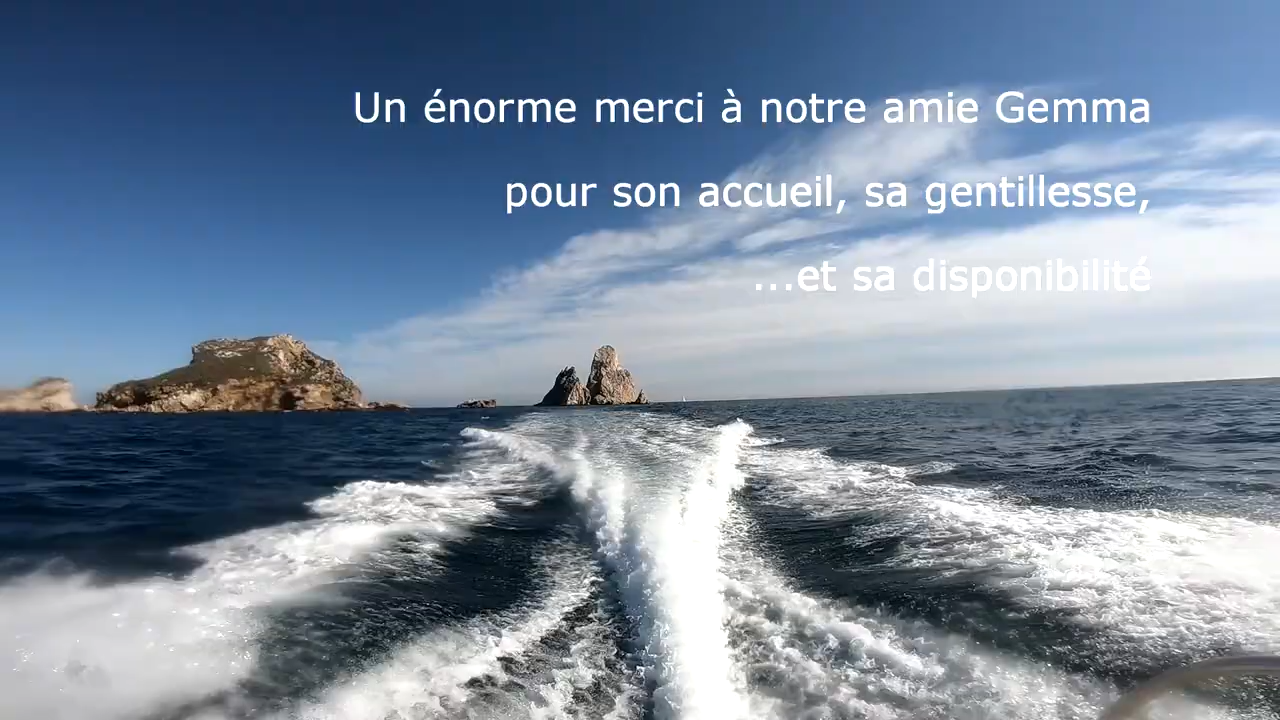 Un énorme merci à notre amie Gemma
pour son accueil, sa gentillesse,
...et sa disponibilité